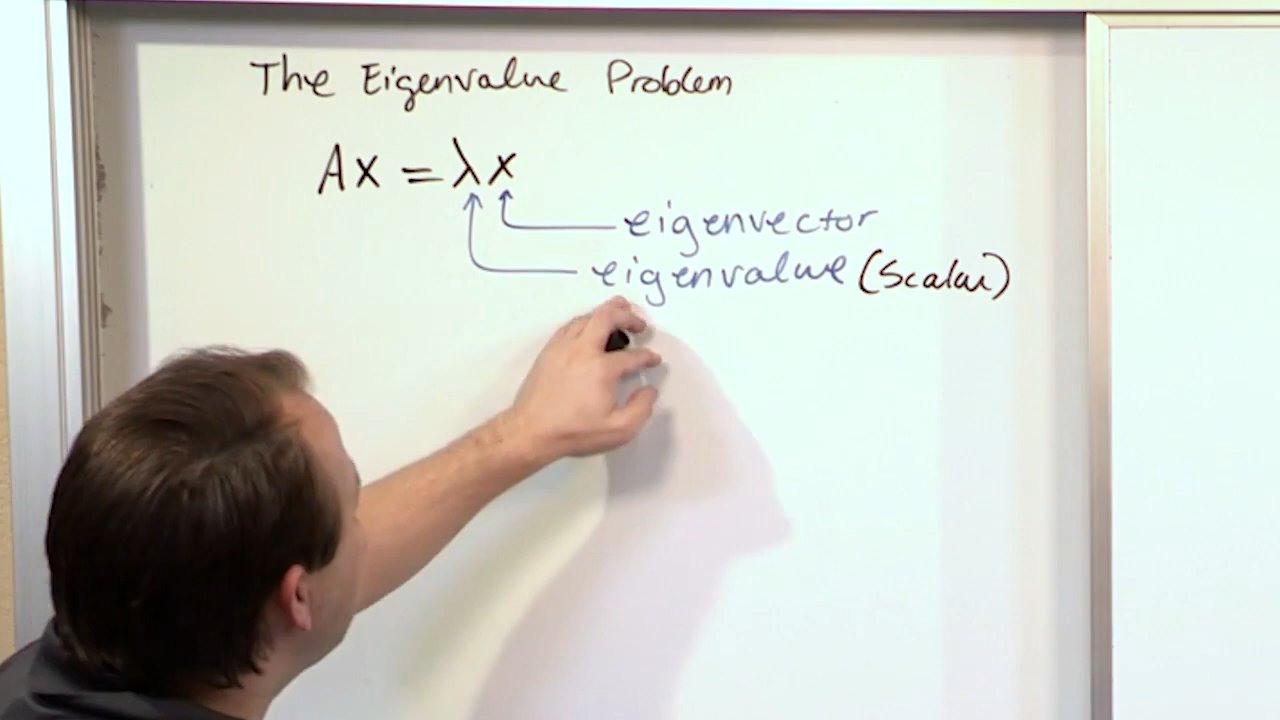 The Eigenvalue Problem
Ax = λx
eigenvector
eigenvalue (Scalar)